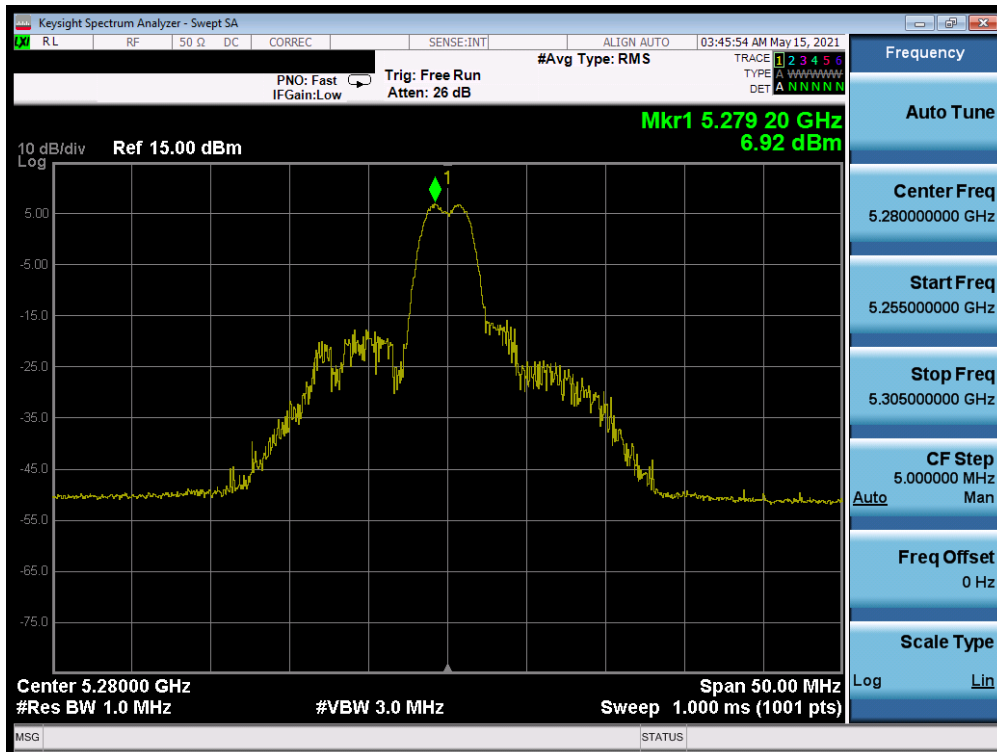 Keysight Spectrum Analyzer - Swept SA
LXI RL RF 50 Ω DC CORREC SENSE:INT ALIGN AUTO 03:45:54 AM May 15, 2021
#Avg Type: RMS TRACE 1 2 3 4 5 6
PNO: Fast Trig: Free Run TYPE A WWWWW
IFGain:Low Atten: 26 dB DET A N N N N N
Mkr1 5.279 20 GHz
6.92 dBm
10 dB/div Ref 15.00 dBm
Log
1
5.00
-5.00
-15.0
-25.0
-35.0
-45.0
-55.0
-65.0
-75.0
Center 5.28000 GHz Span 50.00 MHz
#Res BW 1.0 MHz #VBW 3.0 MHz Sweep 1.000 ms (1001 pts)
MSG STATUS
Frequency
Auto Tune
Center Freq
5.280000000 GHz
Start Freq
5.255000000 GHz
Stop Freq
5.305000000 GHz
CF Step
5.000000 MHz
Auto Man
Freq Offset
0 Hz
Scale Type
Log Lin